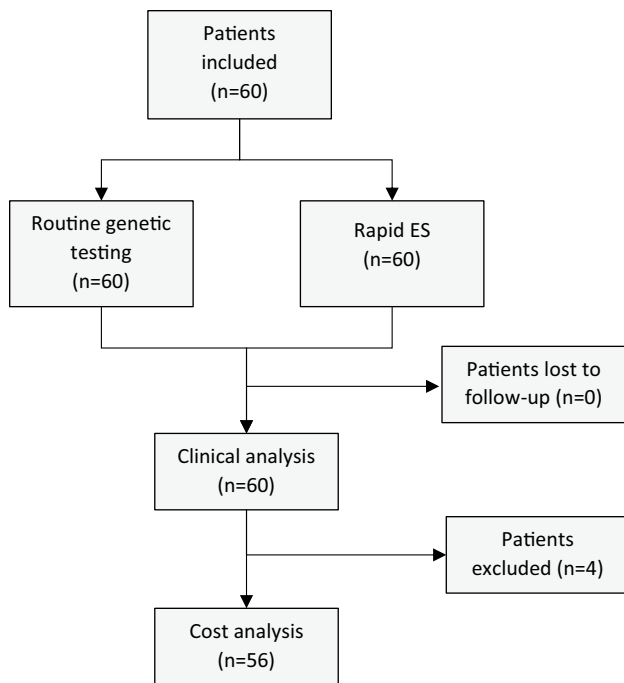 Patients
included
(n=60)
Routine genetic
testing
(n=60)
Rapid ES
(n=60)
Patients lost to
follow-up (n=0)
Clinical analysis
(n=60)
Patients
excluded (n=4)
Cost analysis
(n=56)